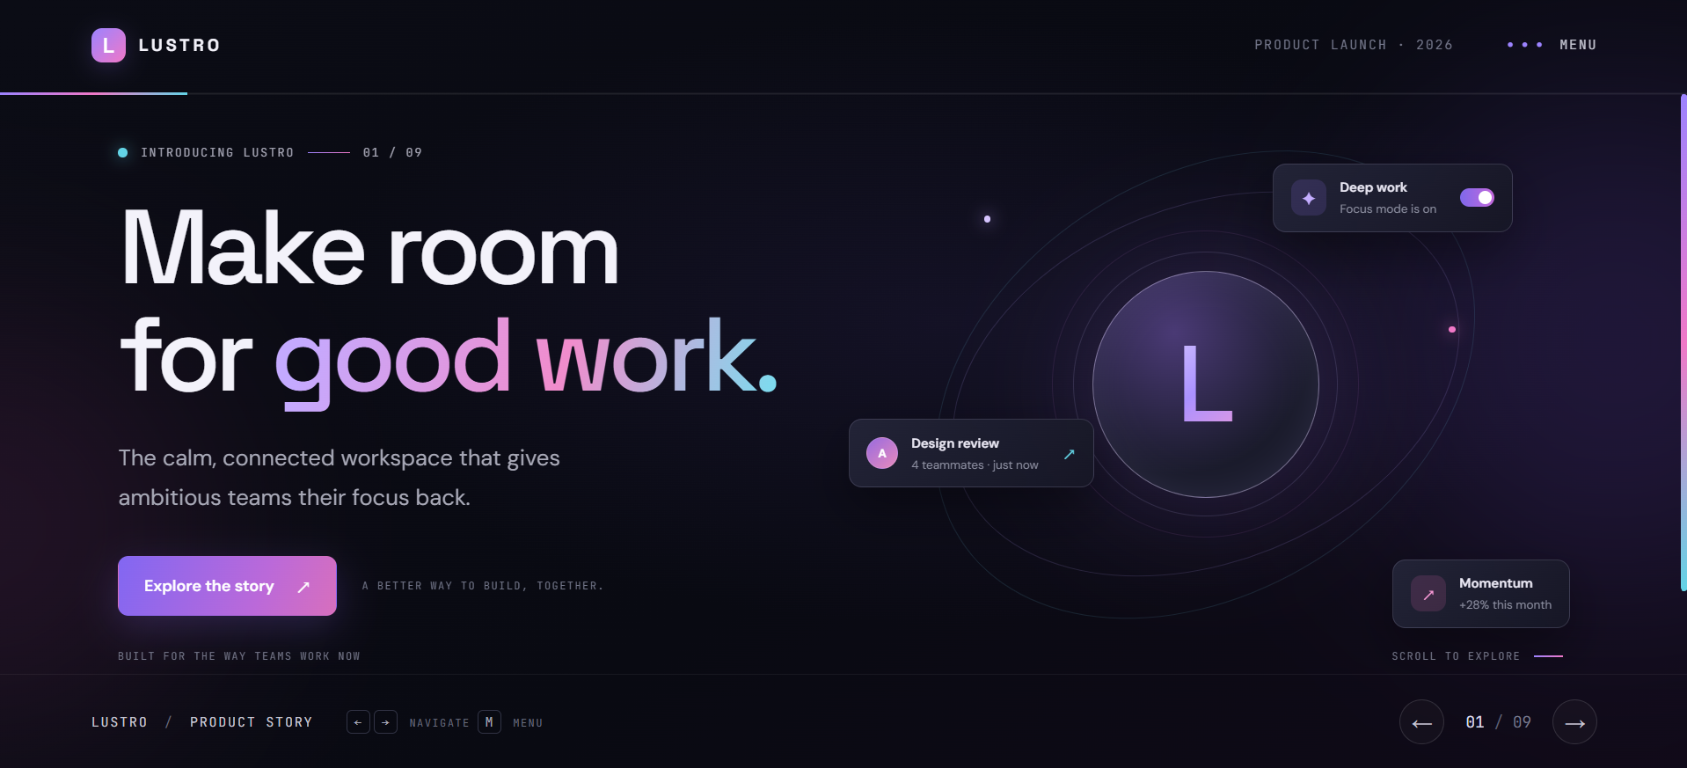 L LUSTRO
PRODUCT LAUNCH · 2026
MENU
INTRODUCING LUSTRO
01 / 09
Make room
for good work.
The calm, connected workspace that gives
ambitious teams their focus back.
Explore the story ↗
A BETTER WAY TO BUILD, TOGETHER.
BUILT FOR THE WAY TEAMS WORK NOW
Deep work
Focus mode is on
L
A
Design review
4 teammates · just now
↗
↗
Momentum
+28% this month
SCROLL TO EXPLORE
LUSTRO / PRODUCT STORY
← → NAVIGATE M MENU
← 01 / 09 →